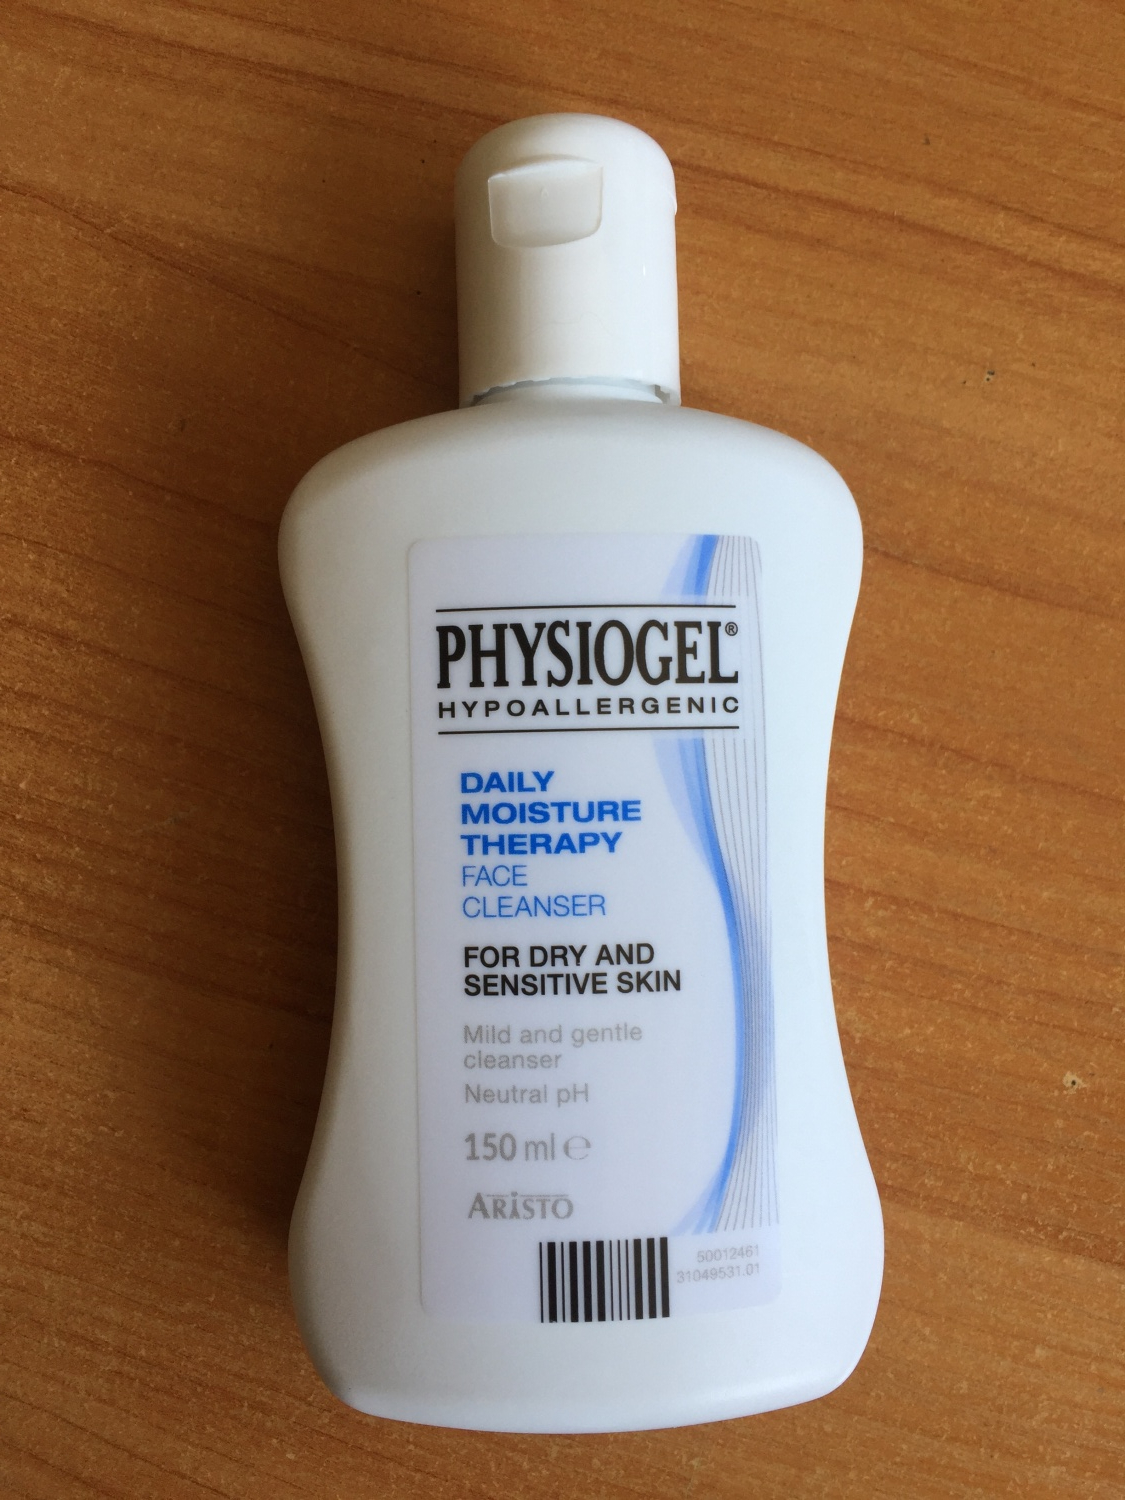 PHYSIOGEL®
HYPOALLERGENIC
DAILY
MOISTURE
THERAPY
FACE
CLEANSER
FOR DRY AND
SENSITIVE SKIN
Mild and gentle
cleanser
Neutral pH
150 ml ℮
ARISTO
50012461
31049531.01